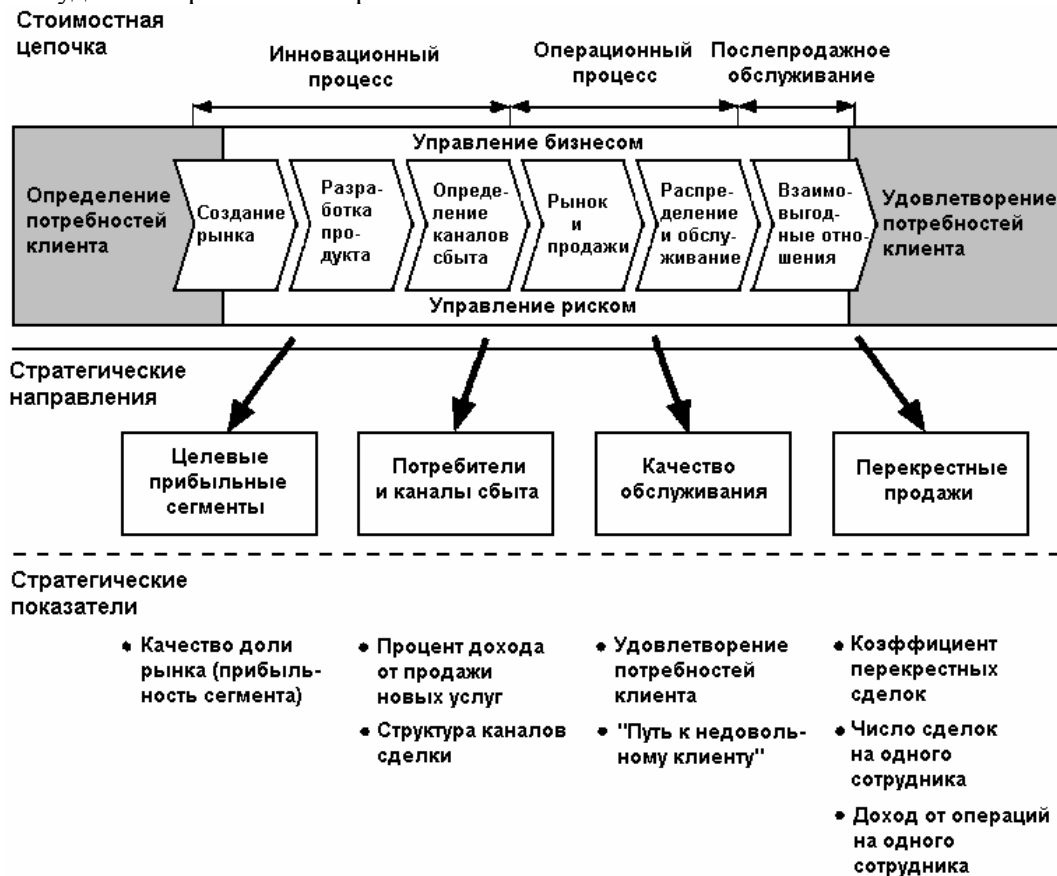 Стоимостная
цепочка
Инновационный
процесс
Операционный
процесс
Послепродажное
обслуживание
Управление бизнесом
Определение
потребностей
клиента
Создание
рынка
Разра-
ботка
про-
дукта
Опреде-
ление
каналов
сбыта
Рынок
и
продажи
Распре-
деление
и обслу-
живание
Взаимо-
выгод-
ные отно-
шения
Удовлетворение
потребностей
клиента
Управление риском
Стратегические
направления
Целевые
прибыльные
сегменты
Потребители
и каналы сбыта
Качество
обслуживания
Перекрестные
продажи
Стратегические
показатели
• Качество доли
рынка (прибыль-
ность сегмента)
• Процент дохода
от продажи
новых услуг
• Структура каналов
сделки
• Удовлетворение
потребностей
клиента
• "Путь к недоволь-
ному клиенту"
• Коэффициент
перекрестных
сделок
• Число сделок
на одного
сотрудника
• Доход от операций
на одного
сотрудника